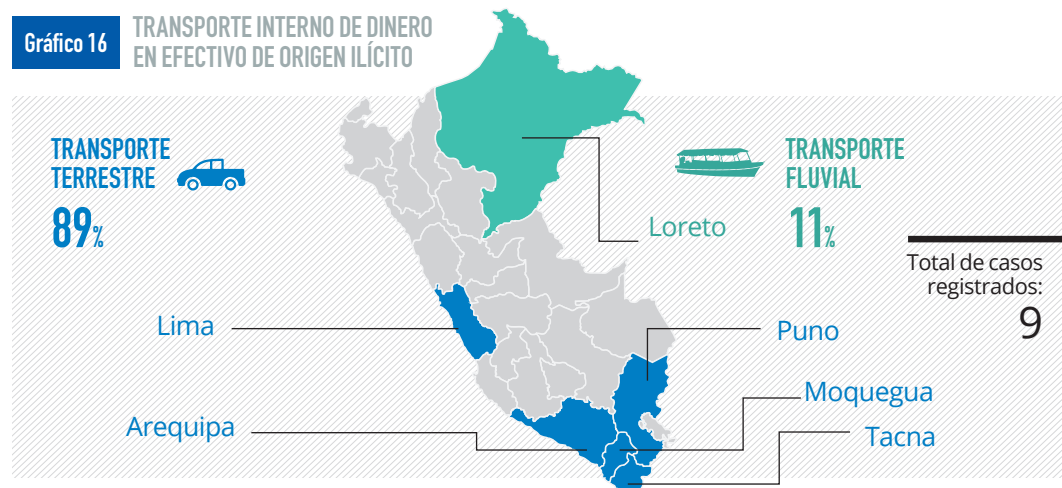 Gráfico 16
TRANSPORTE INTERNO DE DINERO
EN EFECTIVO DE ORIGEN ILÍCITO
TRANSPORTE
TERRESTRE
89%
TRANSPORTE
FLUVIAL
11%
Loreto
Total de casos
registrados:
9
Lima
Puno
Moquegua
Arequipa
Tacna